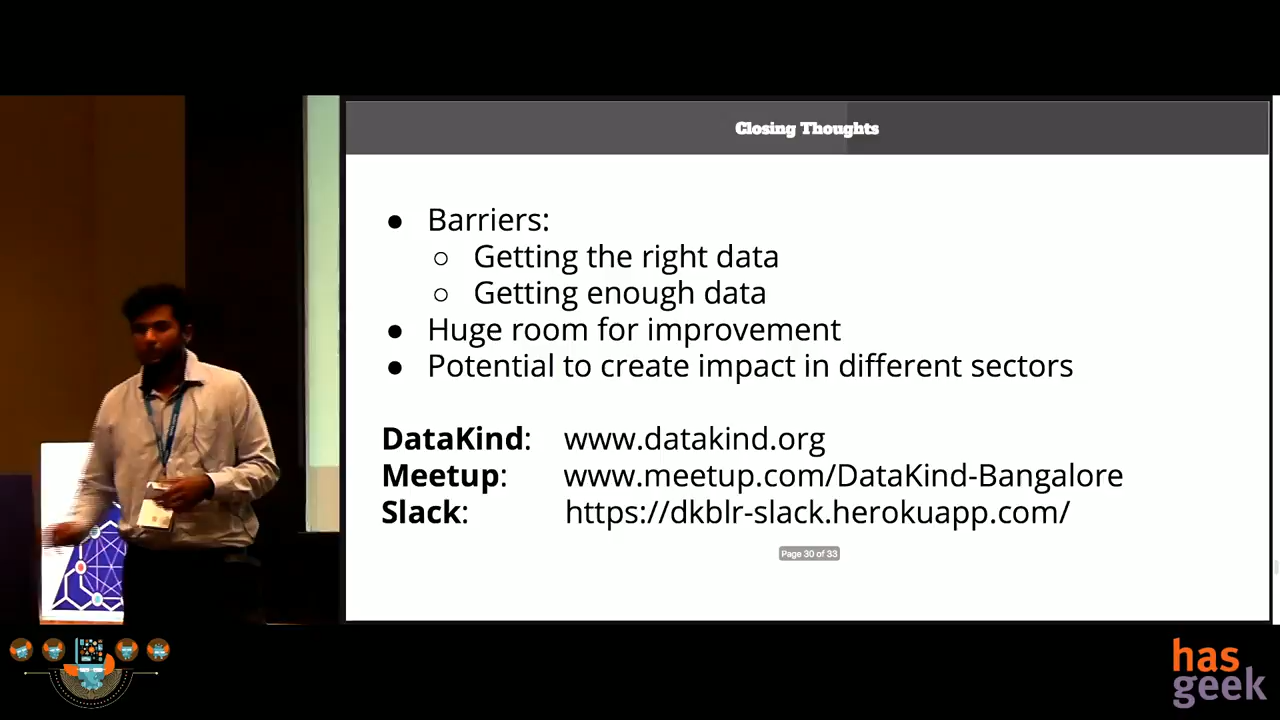 Closing Thoughts
● Barriers:
○ Getting the right data
○ Getting enough data
● Huge room for improvement
● Potential to create impact in different sectors
DataKind: www.datakind.org
Meetup: www.meetup.com/DataKind-Bangalore
Slack: https://dkblr-slack.herokuapp.com/
Page 30 of 33
has
geek